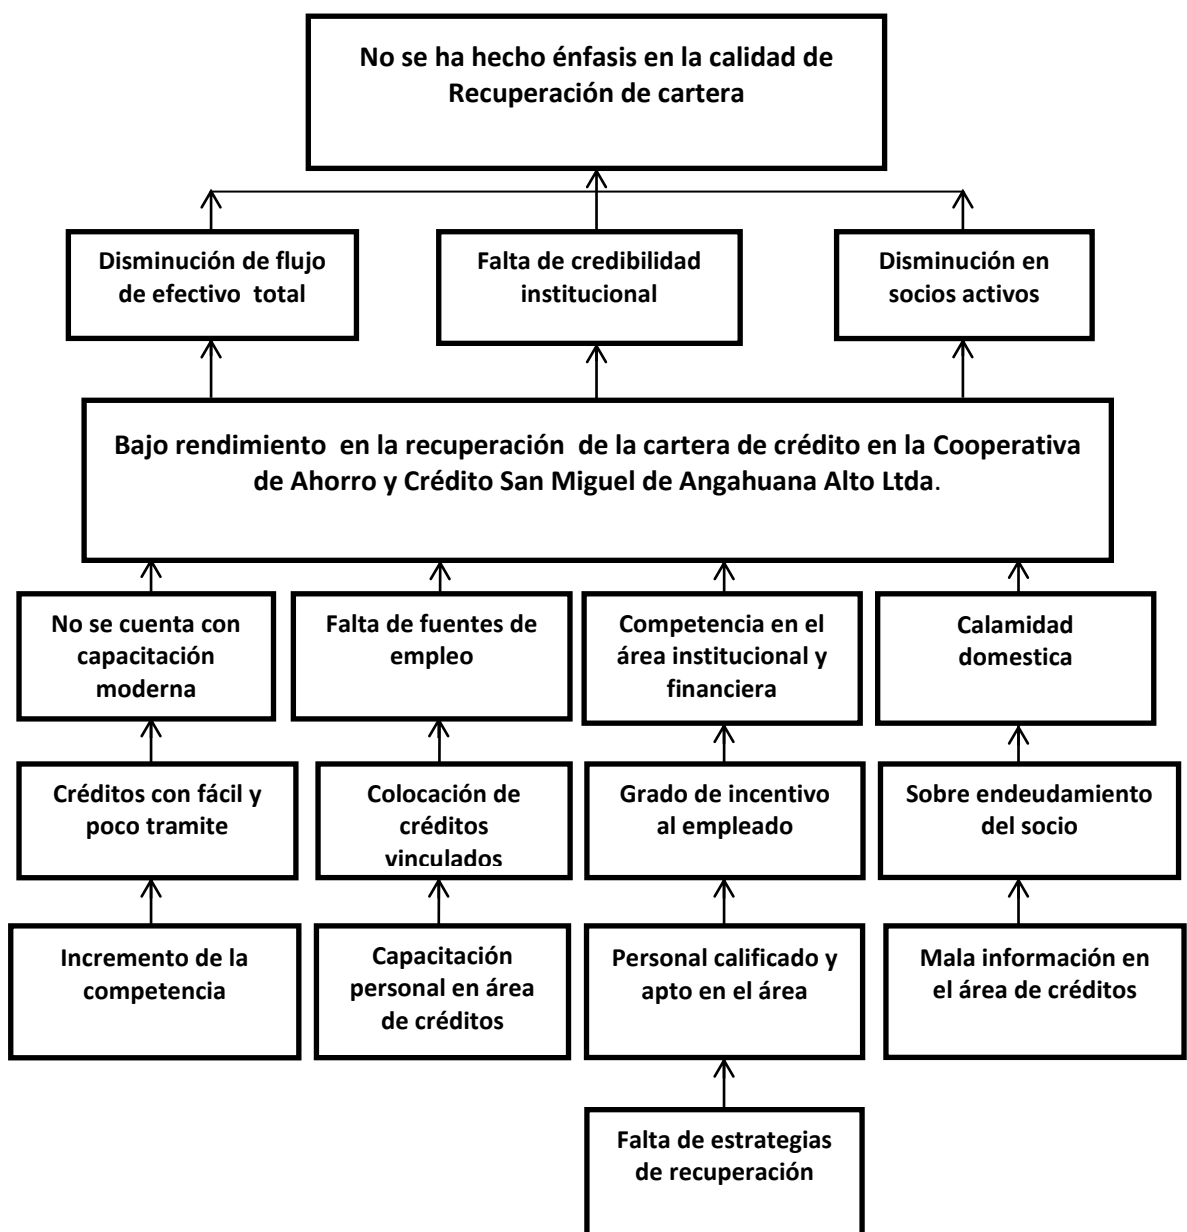 No se ha hecho énfasis en la calidad de
Recuperación de cartera
Disminución de flujo
de efectivo total
Falta de credibilidad
institucional
Disminución en
socios activos
Bajo rendimiento en la recuperación de la cartera de crédito en la Cooperativa
de Ahorro y Crédito San Miguel de Angahuana Alto Ltda.
No se cuenta con
capacitación
moderna
Falta de fuentes de
empleo
Competencia en el
área institucional y
financiera
Calamidad
domestica
Créditos con fácil y
poco tramite
Colocación de
créditos
vinculados
Grado de incentivo
al empleado
Sobre endeudamiento
del socio
Incremento de la
competencia
Capacitación
personal en área
de créditos
Personal calificado y
apto en el área
Mala información en
el área de créditos
Falta de estrategias
de recuperación